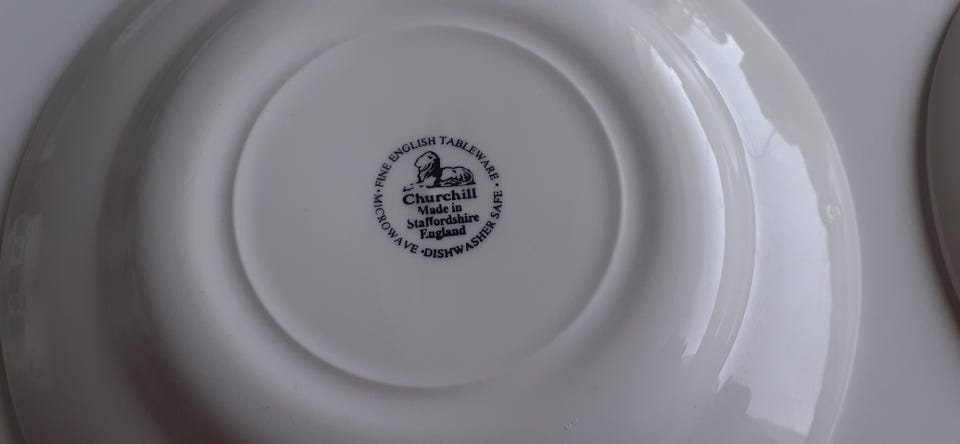 • FINE ENGLISH TABLEWARE •
Churchill
Made in
Staffordshire
England
MICROWAVE • DISHWASHER SAFE